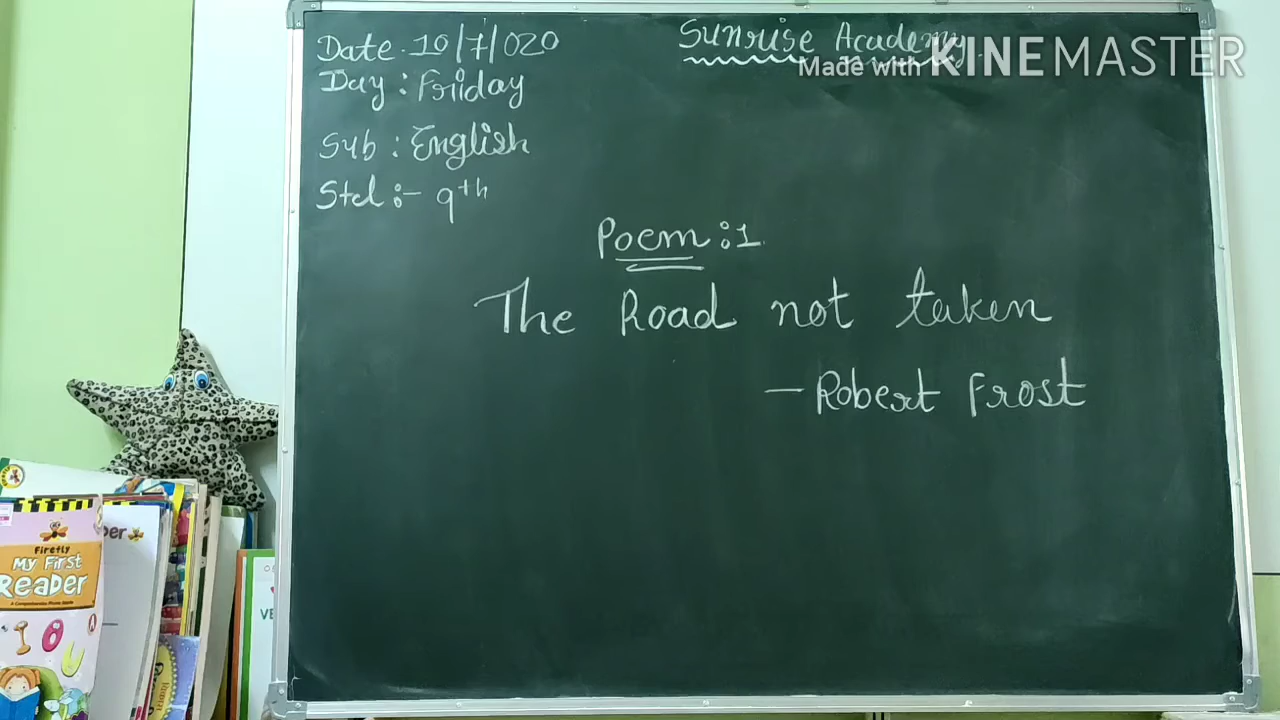 Date. 10/7/020
Sunrise Academy
Made with KINEMASTER
Day : Friiday
Sub : English
Std :- 9th
Poem : 1
The Road not taken
- Robert Frost
Firefly
My First
Reader
A